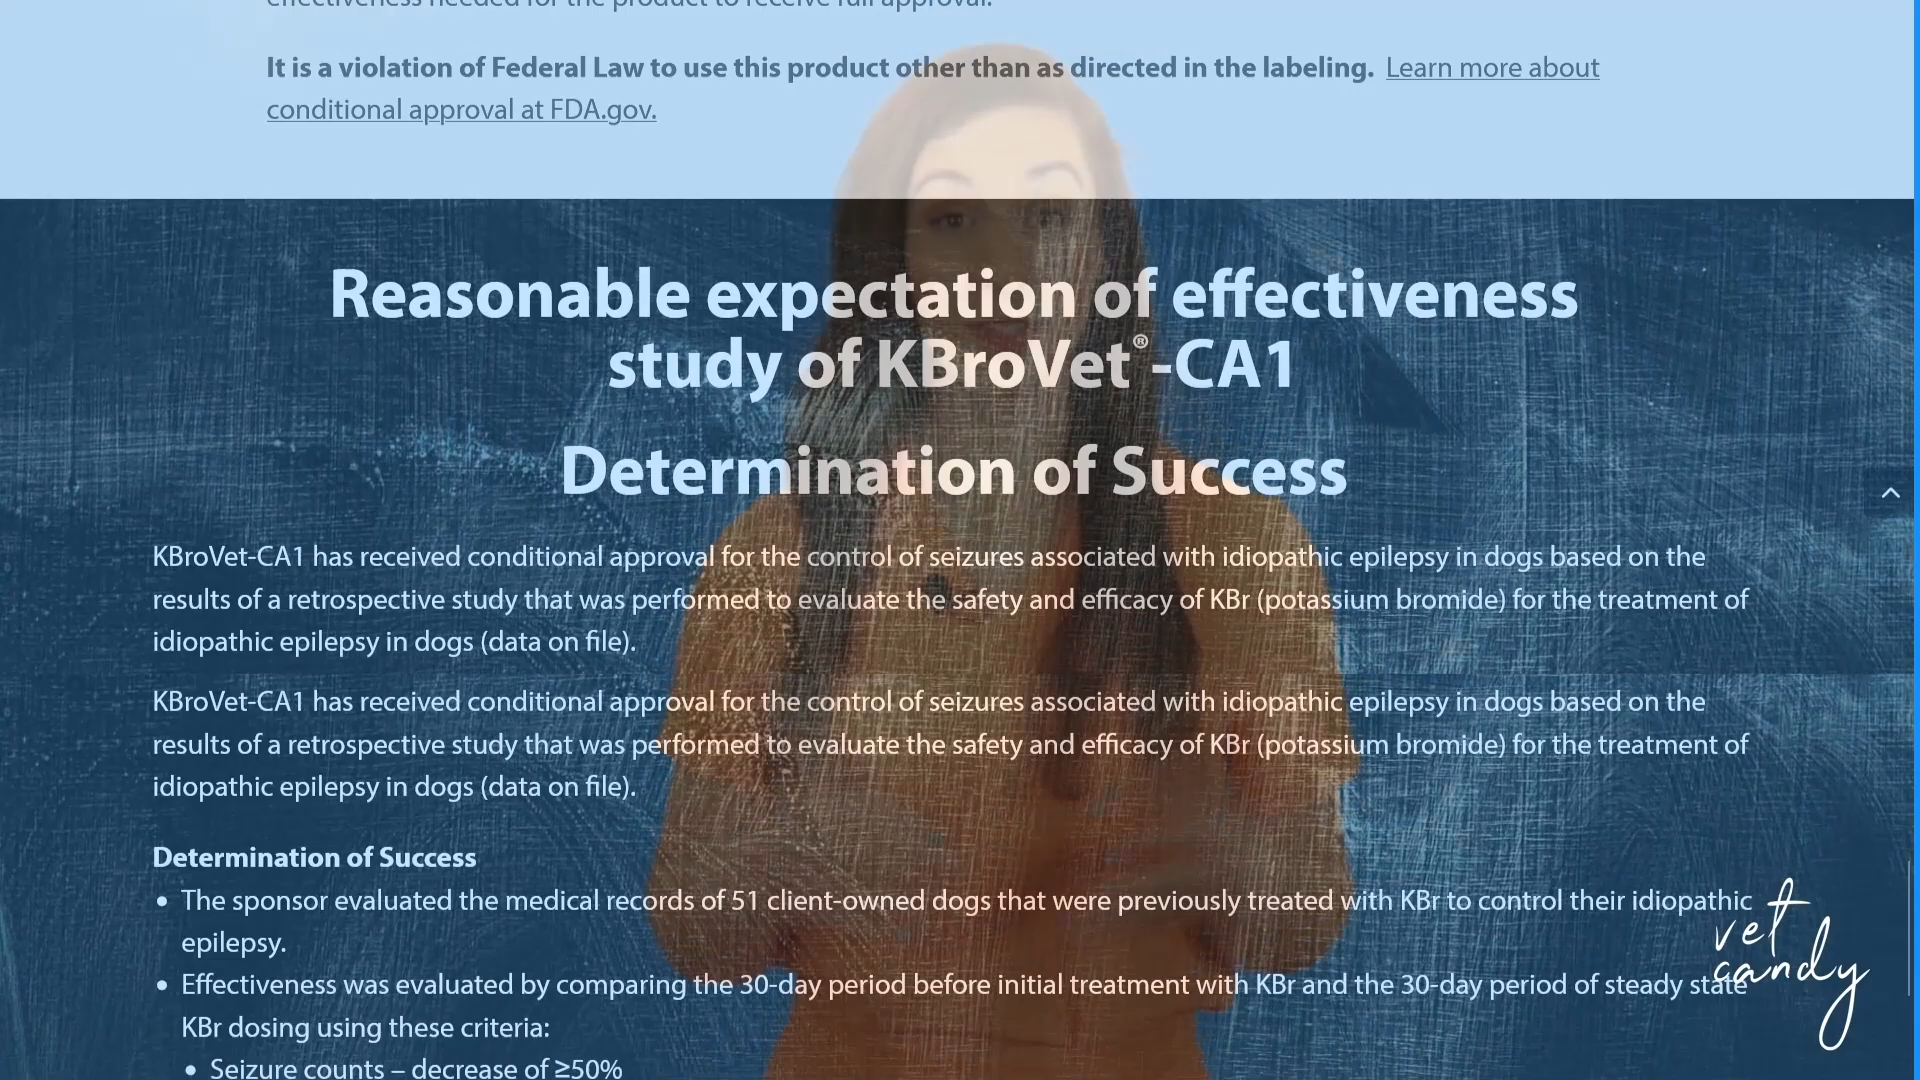 effectiveness needed for the product to receive full approval.
It is a violation of Federal Law to use this product other than as directed in the labeling. Learn more about
conditional approval at FDA.gov.
Reasonable expectation of effectiveness
study of KBroVet®-CA1
Determination of Success
KBroVet-CA1 has received conditional approval for the control of seizures associated with idiopathic epilepsy in dogs based on the
results of a retrospective study that was performed to evaluate the safety and efficacy of KBr (potassium bromide) for the treatment of
idiopathic epilepsy in dogs (data on file).
KBroVet-CA1 has received conditional approval for the control of seizures associated with idiopathic epilepsy in dogs based on the
results of a retrospective study that was performed to evaluate the safety and efficacy of KBr (potassium bromide) for the treatment of
idiopathic epilepsy in dogs (data on file).
Determination of Success
• The sponsor evaluated the medical records of 51 client-owned dogs that were previously treated with KBr to control their idiopathic
epilepsy.
• Effectiveness was evaluated by comparing the 30-day period before initial treatment with KBr and the 30-day period of steady state
KBr dosing using these criteria:
• Seizure counts – decrease of ≥50%
vet
candy